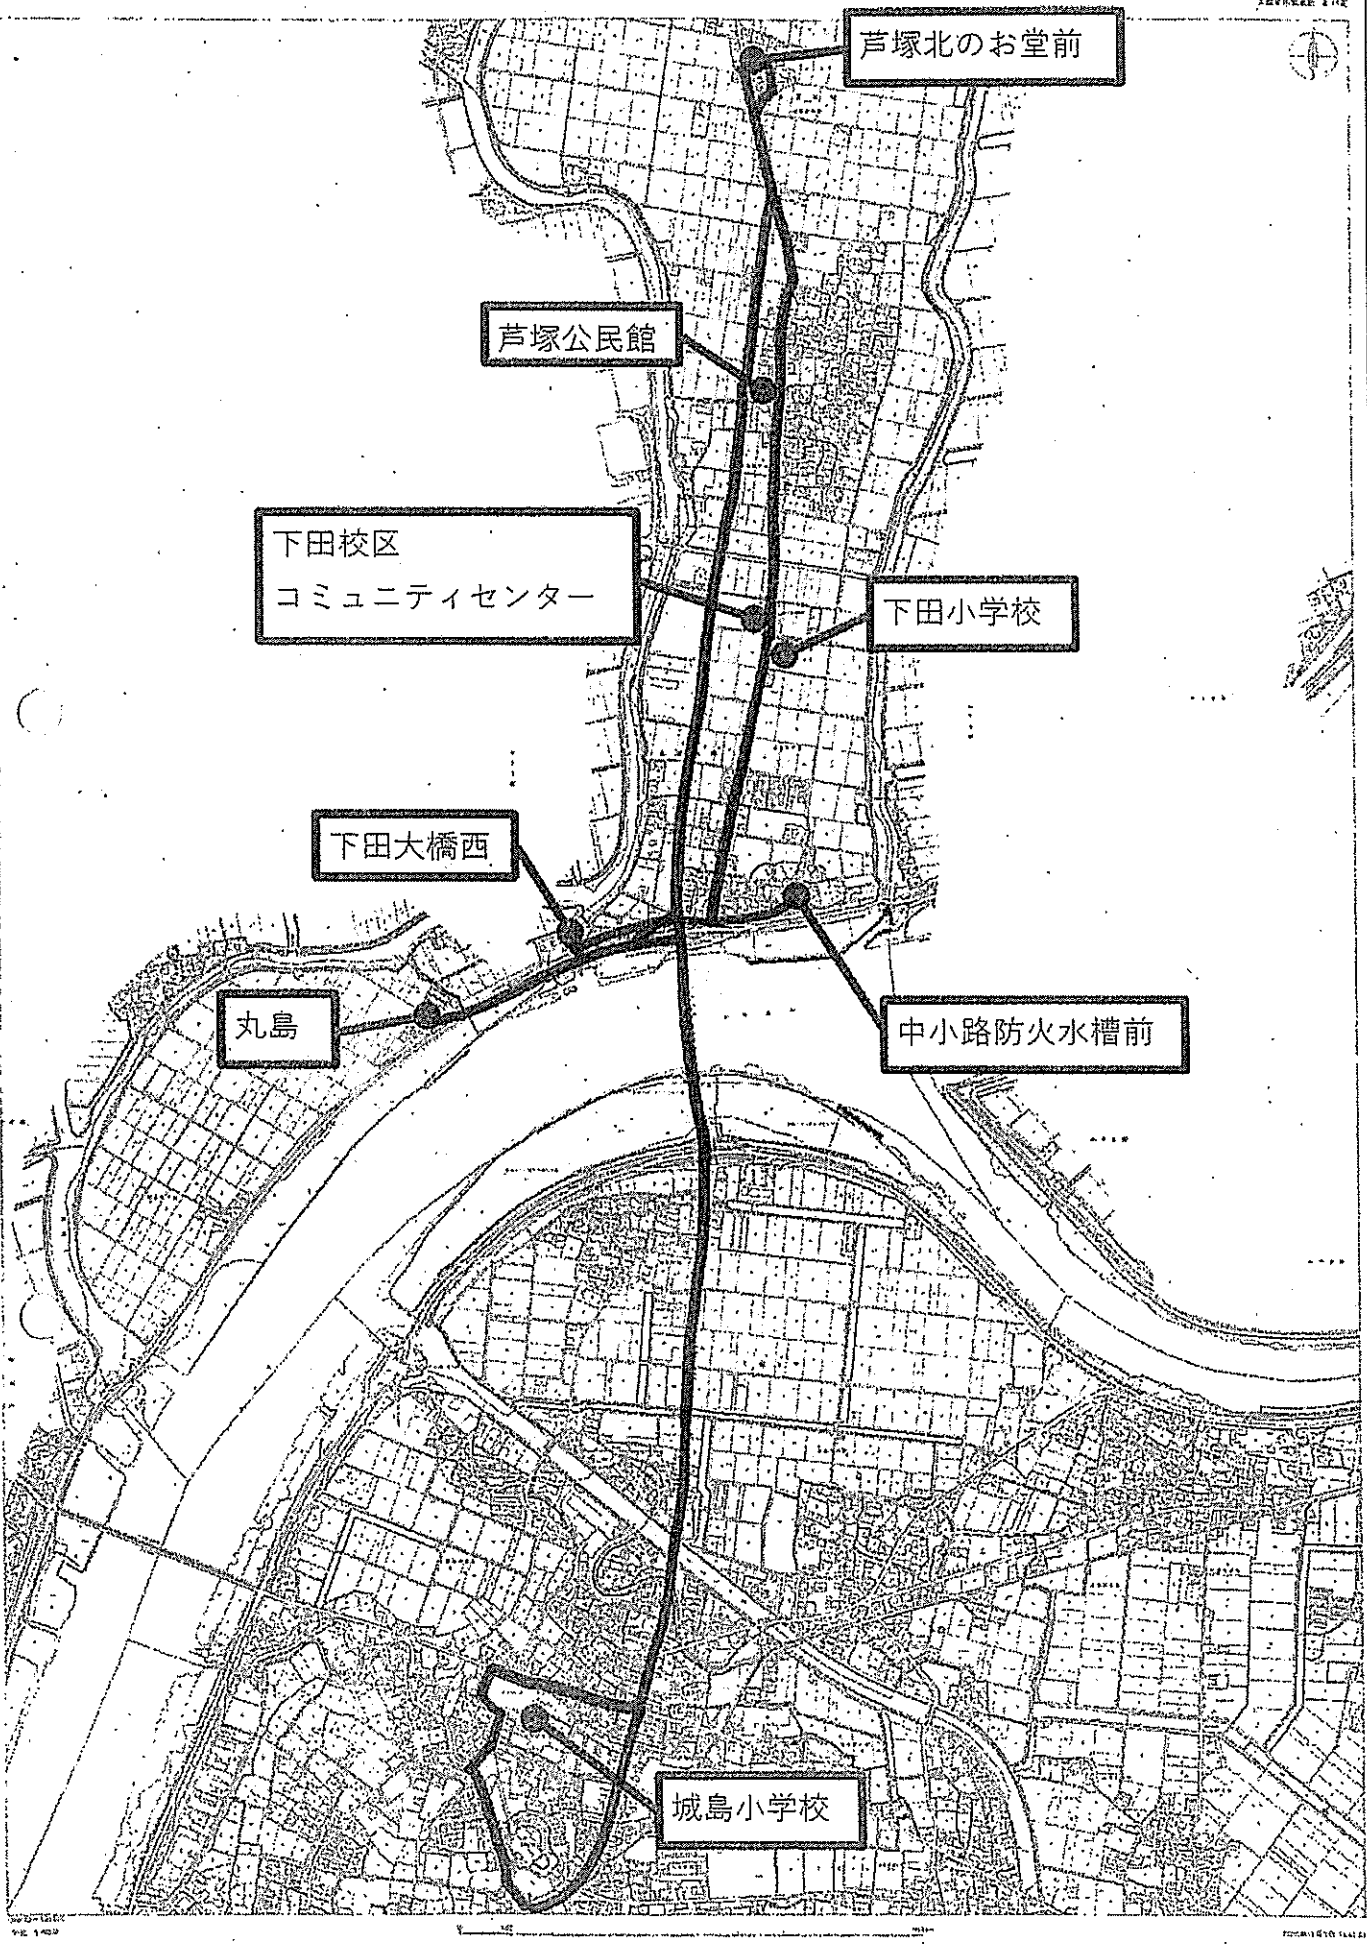 芦塚北のお堂前
芦塚公民館
下田校区
コミュニティセンター
下田小学校
下田大橋西
丸島
中小路防火水槽前
城島小学校